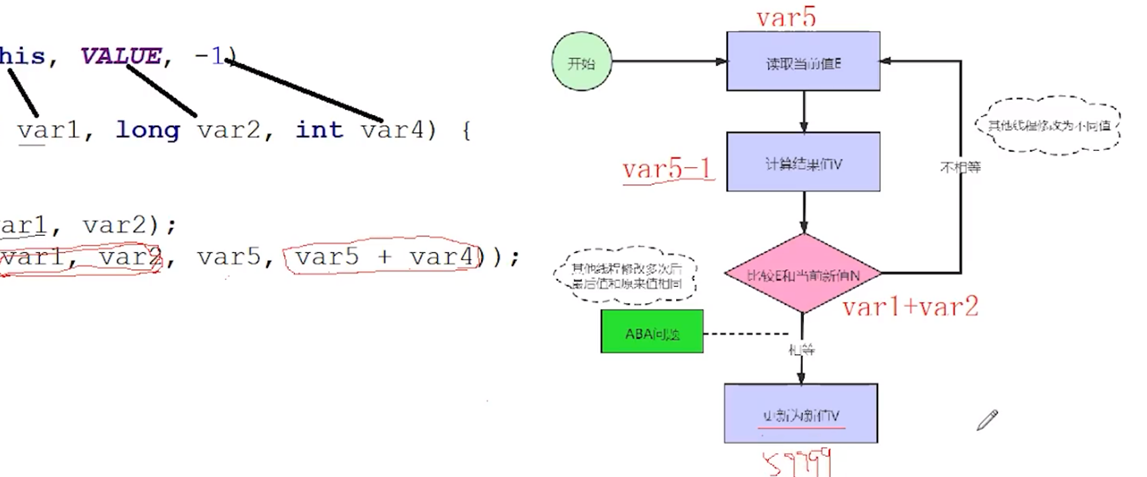 his, VALUE, -1)
var1, long var2, int var4) {
ar1, var2);
var1, var2, var5, var5 + var4));
var5
开始
读取当前值E
其他线程修改为不同值
var5-1
计算结果值V
不相等
其他线程修改多次后
最后值和原来值相同
比较E和当前新值N
var1+var2
ABA问题
相等
更新为新值V